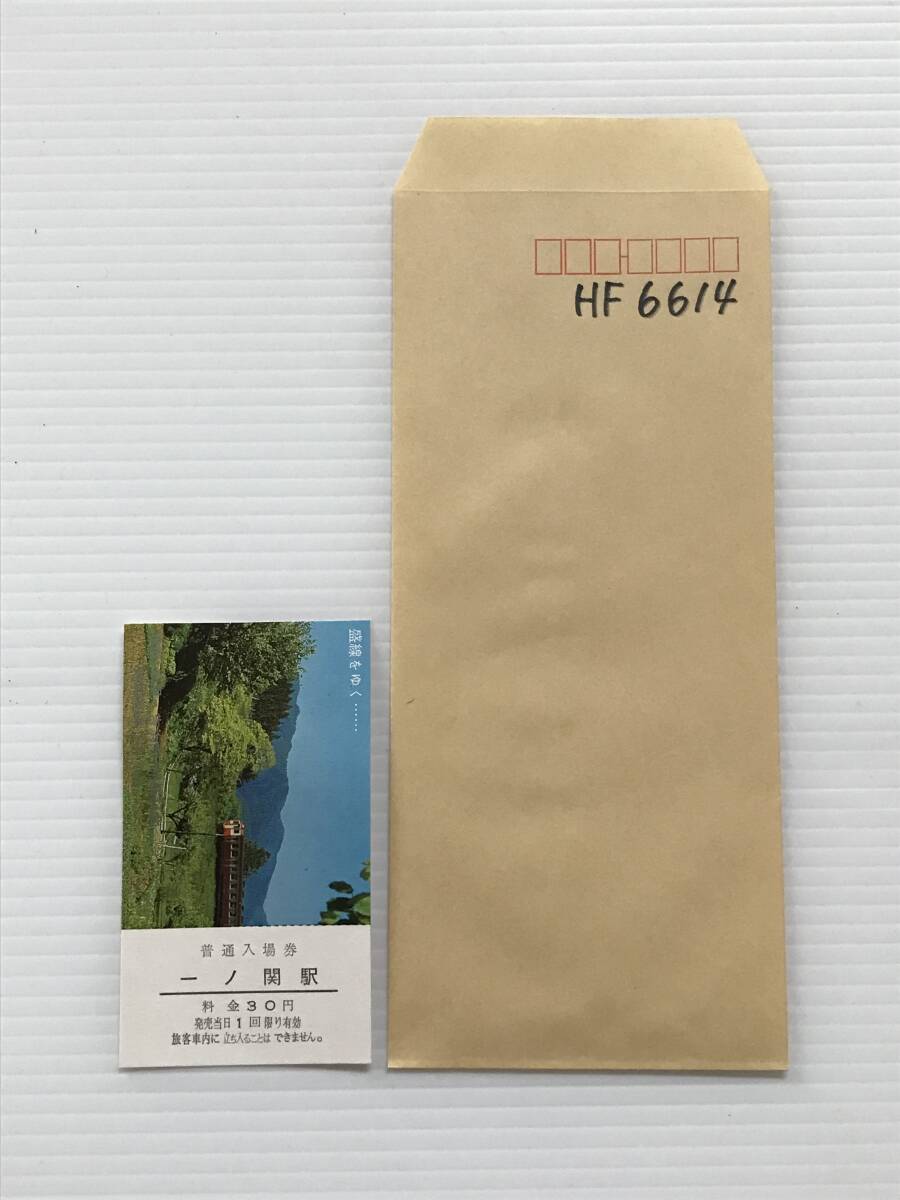 HF 6614
盛線をゆく……
普通入場券
一ノ関駅
料金30円
発売当日1回限り有効
旅客車内に立ち入ることはできません。